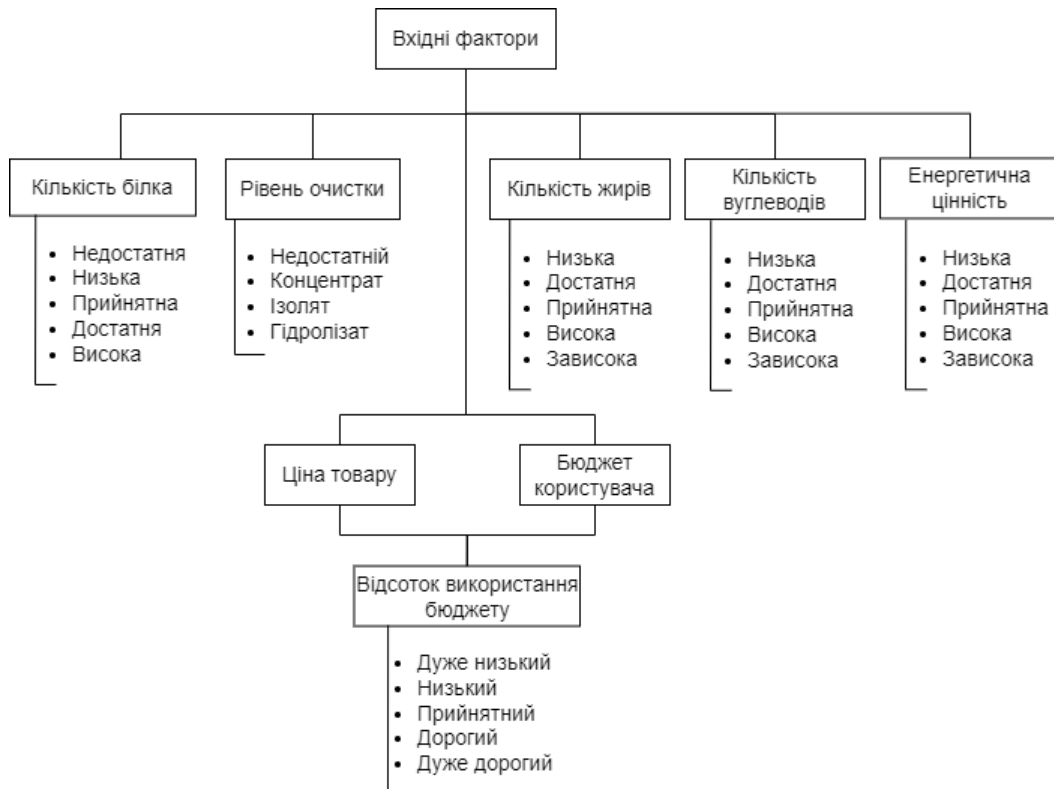 Вхідні фактори
Кількість білка
Недостатня
Низька
Прийнятна
Достатня
Висока
Рівень очистки
Недостатній
Концентрат
Ізолят
Гідролізат
Кількість жирів
Низька
Достатня
Прийнятна
Висока
Зависока
Кількість
вуглеводів
Низька
Достатня
Прийнятна
Висока
Зависока
Енергетична
цінність
Низька
Достатня
Прийнятна
Висока
Зависока
Ціна товару
Бюджет
користувача
Відсоток використання
бюджету
Дуже низький
Низький
Прийнятний
Дорогий
Дуже дорогий